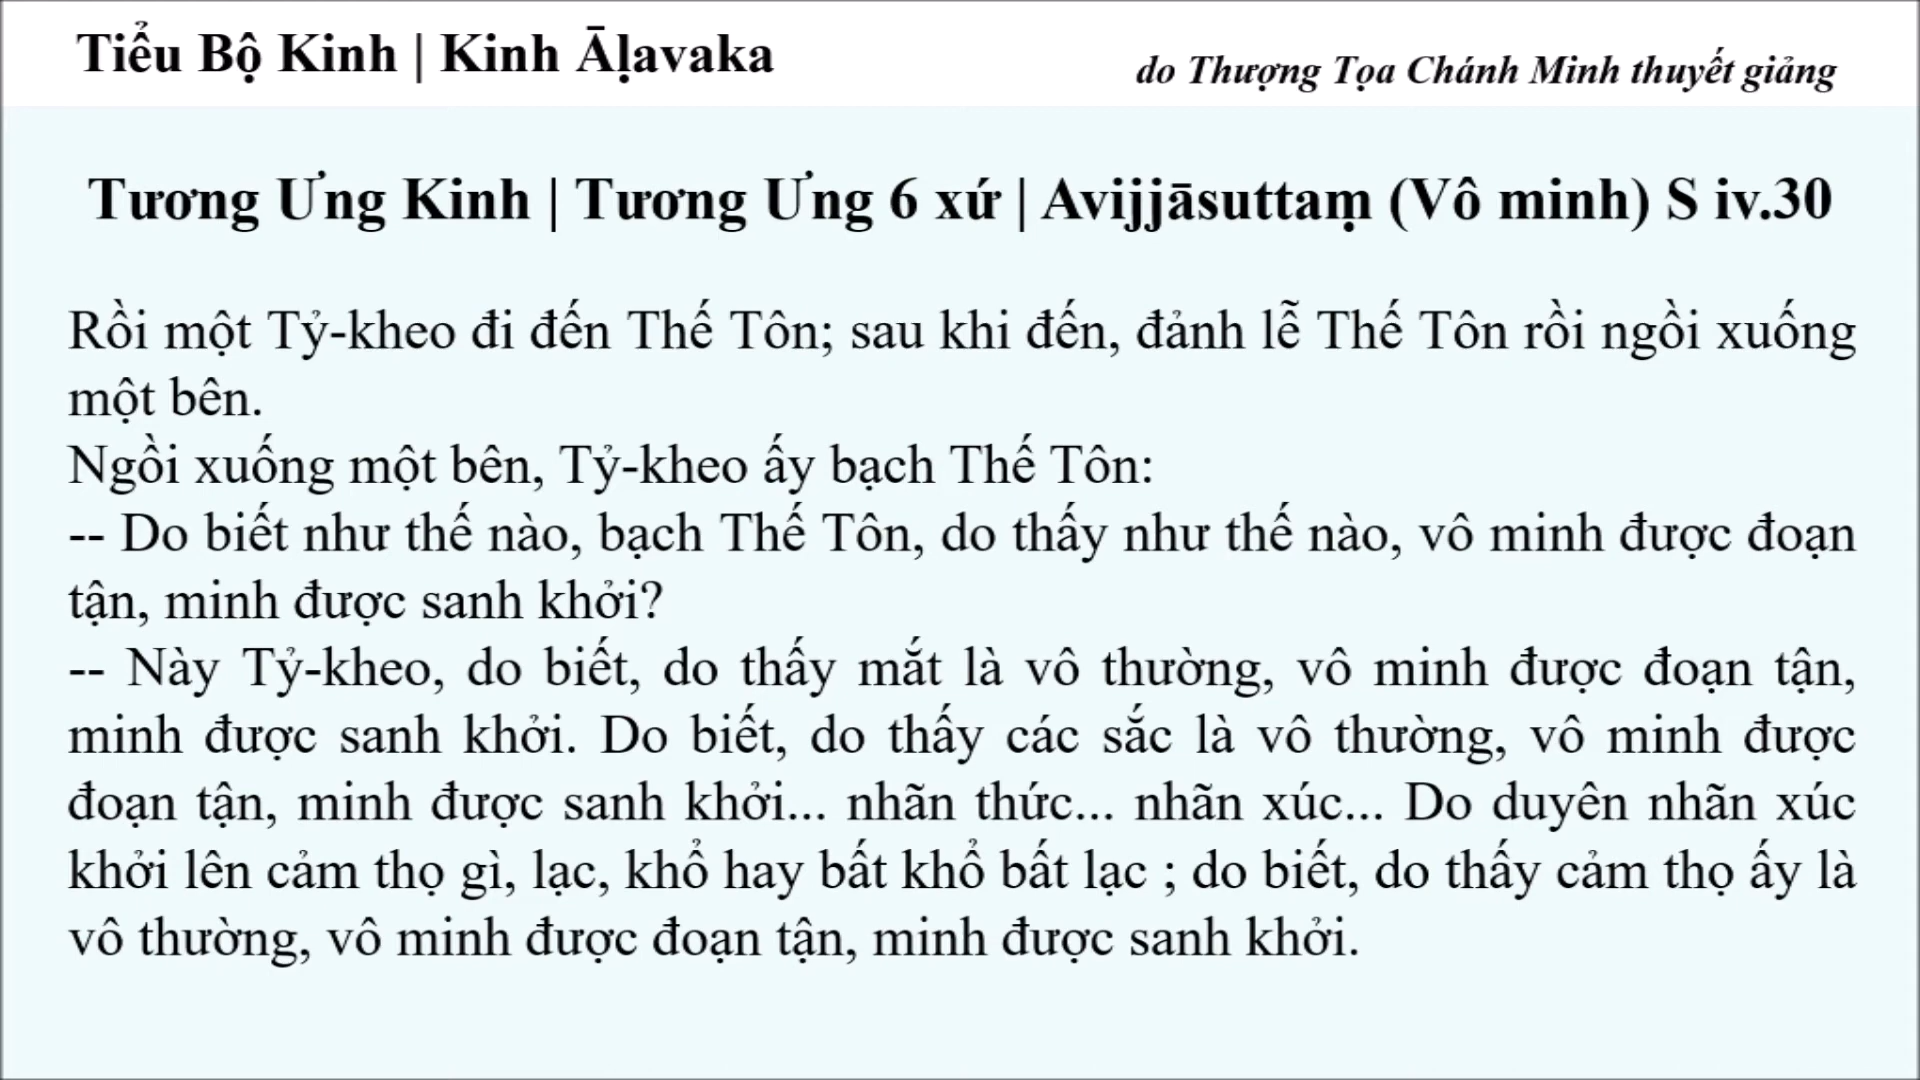 Tiểu Bộ Kinh | Kinh Āḷavaka
do Thượng Tọa Chánh Minh thuyết giảng
Tương Ưng Kinh | Tương Ưng 6 xứ | Avijjāsuttaṃ (Vô minh) S iv.30
Rồi một Tỷ-kheo đi đến Thế Tôn; sau khi đến, đảnh lễ Thế Tôn rồi ngồi xuống
một bên.
Ngồi xuống một bên, Tỷ-kheo ấy bạch Thế Tôn:
-- Do biết như thế nào, bạch Thế Tôn, do thấy như thế nào, vô minh được đoạn
tận, minh được sanh khởi?
-- Này Tỷ-kheo, do biết, do thấy mắt là vô thường, vô minh được đoạn tận,
minh được sanh khởi. Do biết, do thấy các sắc là vô thường, vô minh được
đoạn tận, minh được sanh khởi... nhãn thức... nhãn xúc... Do duyên nhãn xúc
khởi lên cảm thọ gì, lạc, khổ hay bất khổ bất lạc ; do biết, do thấy cảm thọ ấy là
vô thường, vô minh được đoạn tận, minh được sanh khởi.